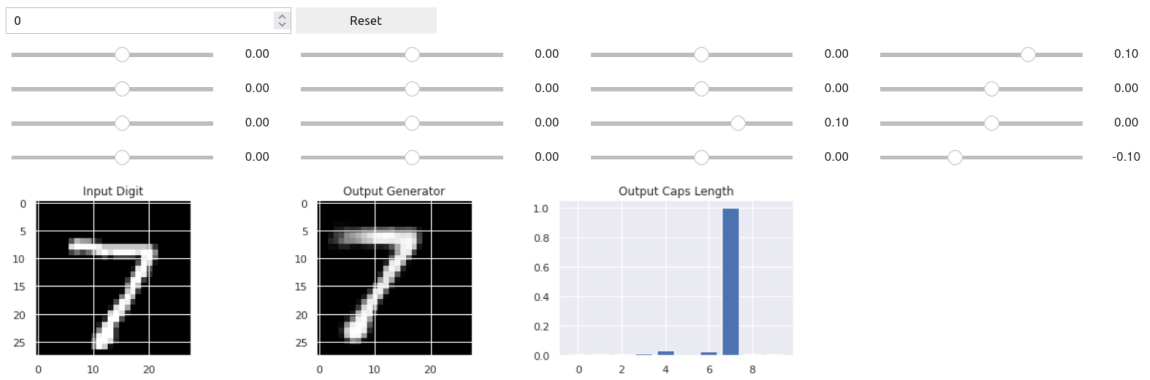 0 Reset
0.00 0.00 0.00 0.10
0.00 0.00 0.00 0.00
0.00 0.00 0.10 0.00
0.00 0.00 0.00 -0.10
Input Digit Output Generator Output Caps Length
0 0 1.0
5 5 0.8
10 10 0.6
15 15 0.4
20 20 0.2
25 25 0.0
0 10 20 0 10 20 0 2 4 6 8